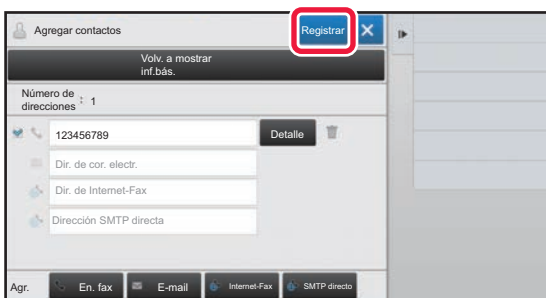 Agregar contactos
Registrar
Volv. a mostrar
inf.bás.
Número de
direcciones : 1
123456789
Detalle
Dir. de cor. electr.
Dir. de Internet-Fax
Dirección SMTP directa
Agr.
En. fax
E-mail
Internet-Fax
SMTP directo